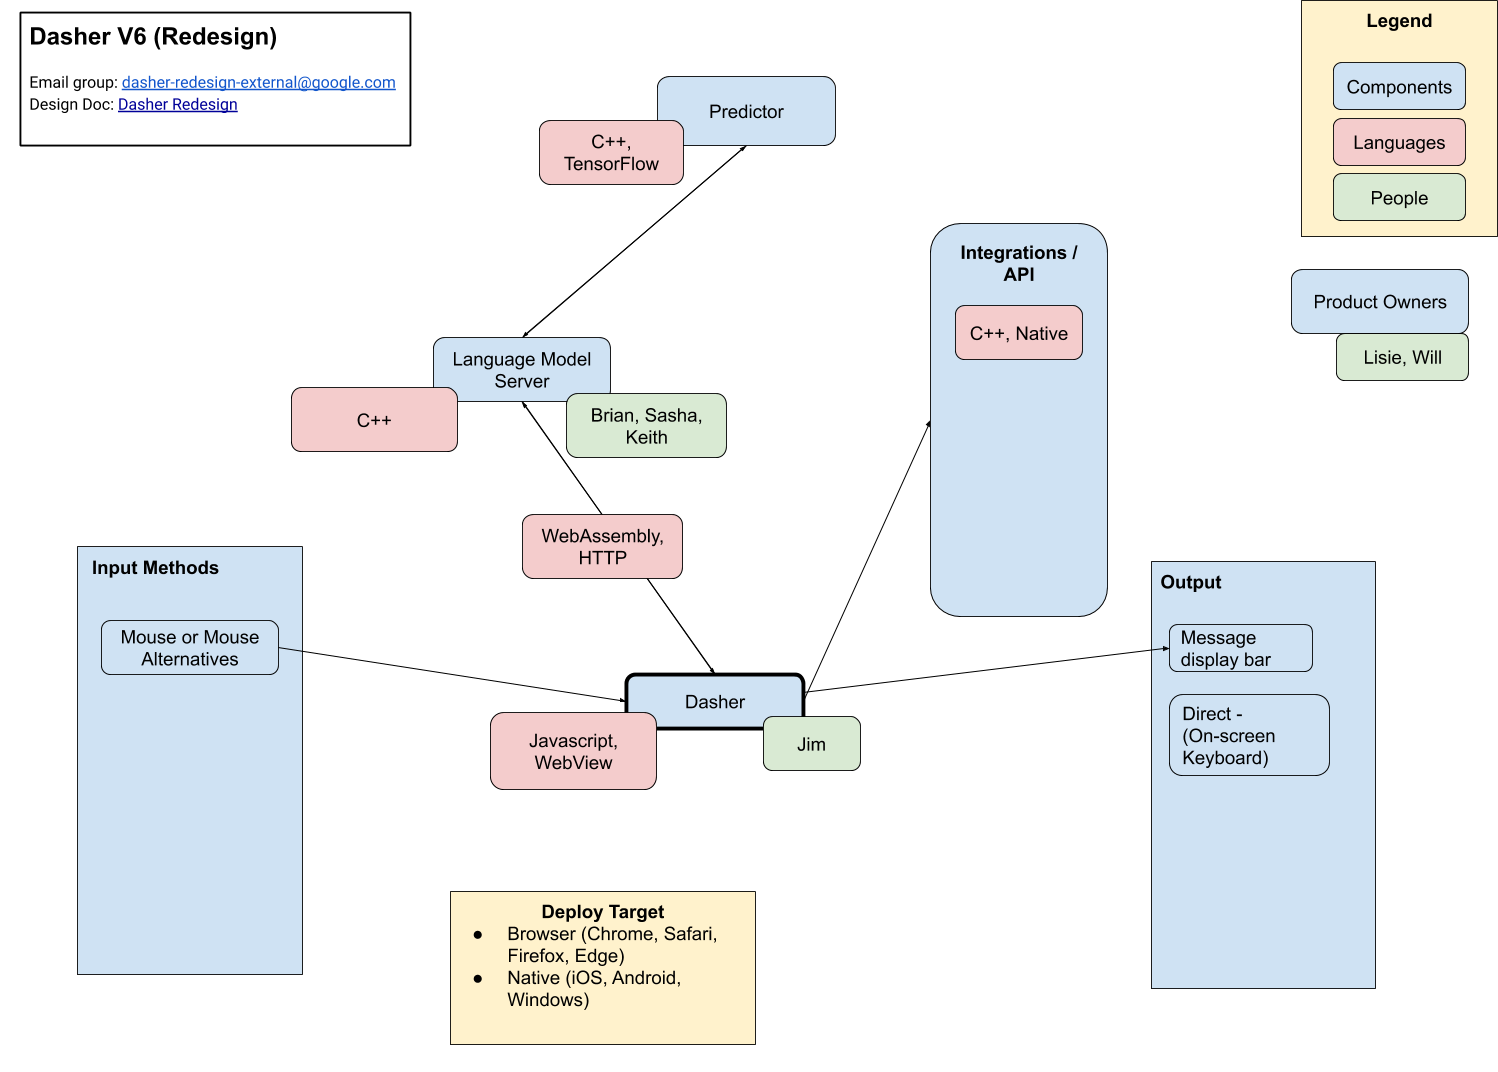 Dasher V6 (Redesign)
Email group: dasher-redesign-external@google.com
Design Doc: Dasher Redesign
Legend
Components
Languages
People
Predictor
C++,
TensorFlow
Integrations /
API
C++, Native
Product Owners
Lisie, Will
Language Model
Server
C++
Brian, Sasha,
Keith
WebAssembly,
HTTP
Input Methods
Mouse or Mouse
Alternatives
Output
Message
display bar
Direct -
(On-screen
Keyboard)
Dasher
Javascript,
WebView
Jim
Deploy Target
● Browser (Chrome, Safari,
Firefox, Edge)
● Native (iOS, Android,
Windows)